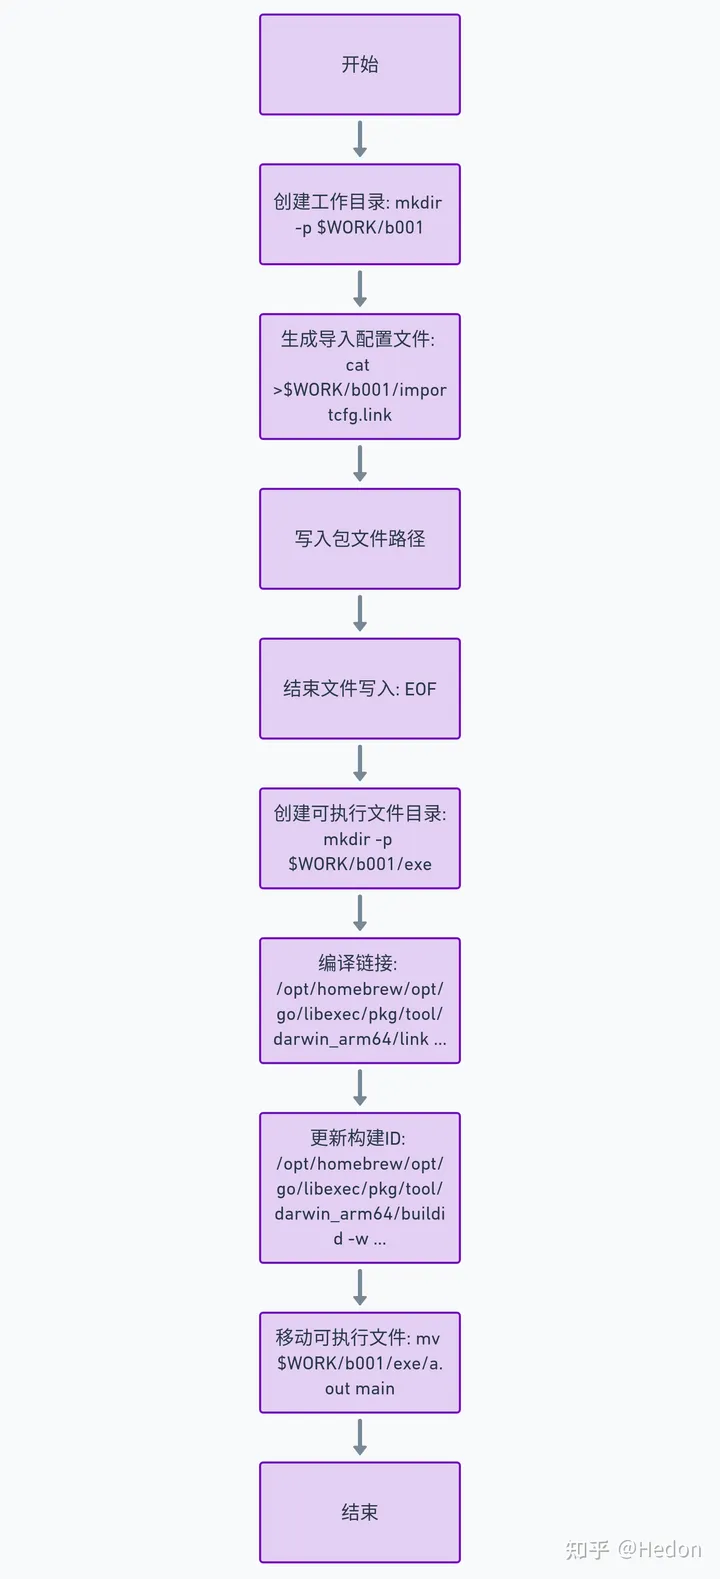 开始
创建工作目录: mkdir
-p $WORK/b001
生成导入配置文件:
cat
>$WORK/b001/impor
tcfg.link
写入包文件路径
结束文件写入: EOF
创建可执行文件目录:
mkdir -p
$WORK/b001/exe
编译链接:
/opt/homebrew/opt/
go/libexec/pkg/tool/
darwin_arm64/link ...
更新构建ID:
/opt/homebrew/opt/
go/libexec/pkg/tool/
darwin_arm64/buildi
d -w ...
移动可执行文件: mv
$WORK/b001/exe/a.
out main
结束
知乎 @Hedon